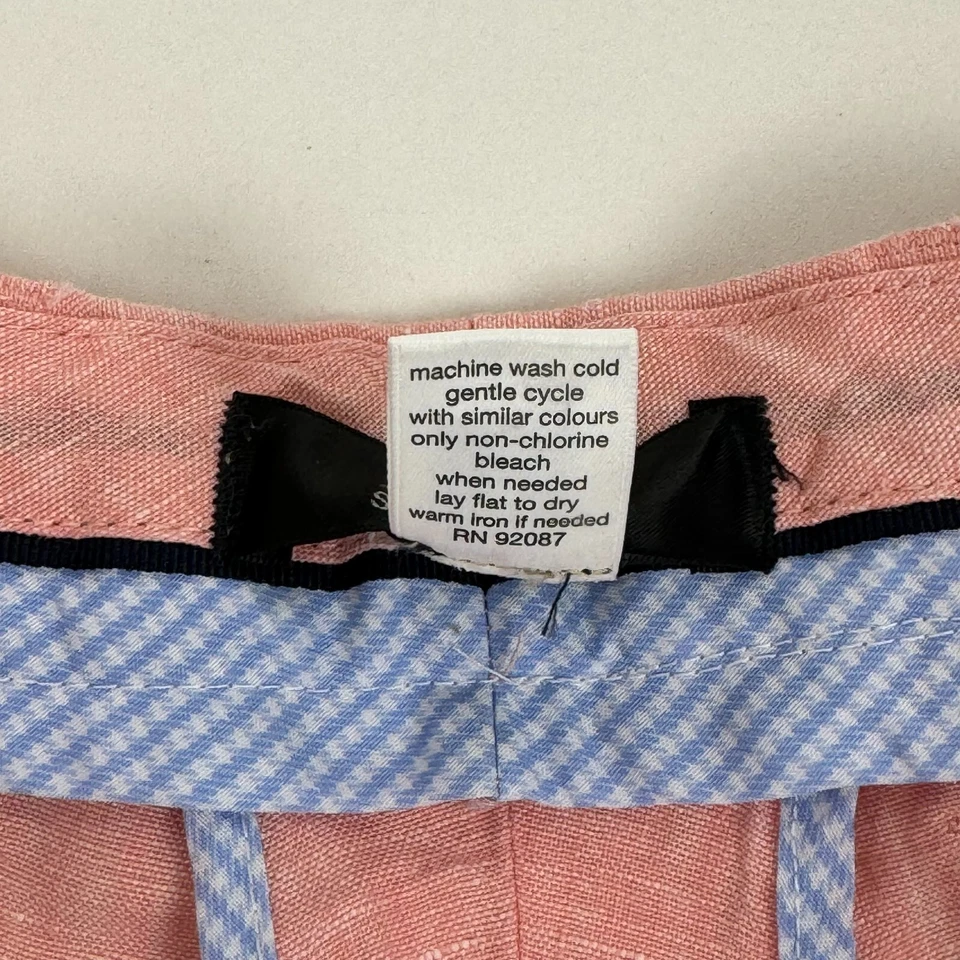 machine wash cold
gentle cycle
with similar colours
only non-chlorine
bleach
when needed
lay flat to dry
warm iron if needed
RN 92087